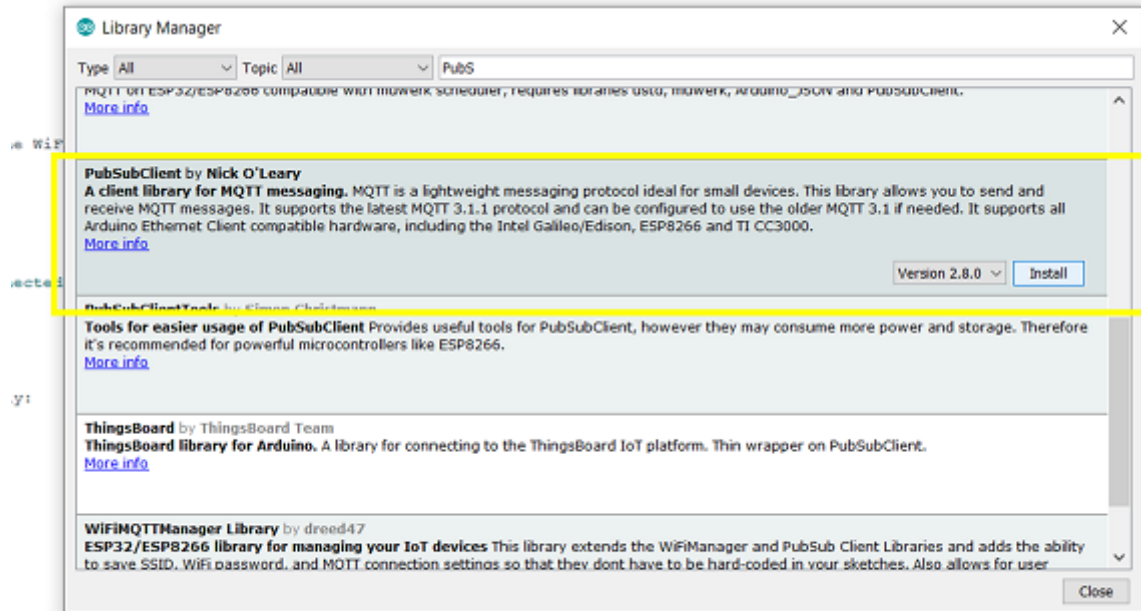 Library Manager
Type All Topic All PubS
MQTT on ESP32/ESP8266 compatible with muwerk scheduler, requires libraries ustd, muwerk, Arduino_JSON and PubSubClient.
More info
e WiF
PubSubClient by Nick O'Leary
A client library for MQTT messaging. MQTT is a lightweight messaging protocol ideal for small devices. This library allows you to send and
receive MQTT messages. It supports the latest MQTT 3.1.1 protocol and can be configured to use the older MQTT 3.1 if needed. It supports all
Arduino Ethernet Client compatible hardware, including the Intel Galileo/Edison, ESP8266 and TI CC3000.
More info
nected
Version 2.8.0 Install
PubSubClientTools by Simon Christmann
Tools for easier usage of PubSubClient Provides useful tools for PubSubClient, however they may consume more power and storage. Therefore
it's recommended for powerful microcontrollers like ESP8266.
More info
y:
ThingsBoard by ThingsBoard Team
ThingsBoard library for Arduino. A library for connecting to the ThingsBoard IoT platform. Thin wrapper on PubSubClient.
More info
WiFiMQTTManager Library by dreed47
ESP32/ESP8266 library for managing your IoT devices This library extends the WiFiManager and PubSub Client Libraries and adds the ability
to save SSID, WiFi password, and MQTT connection settings so that they dont have to be hard-coded in your sketches. Also allows for user
Close